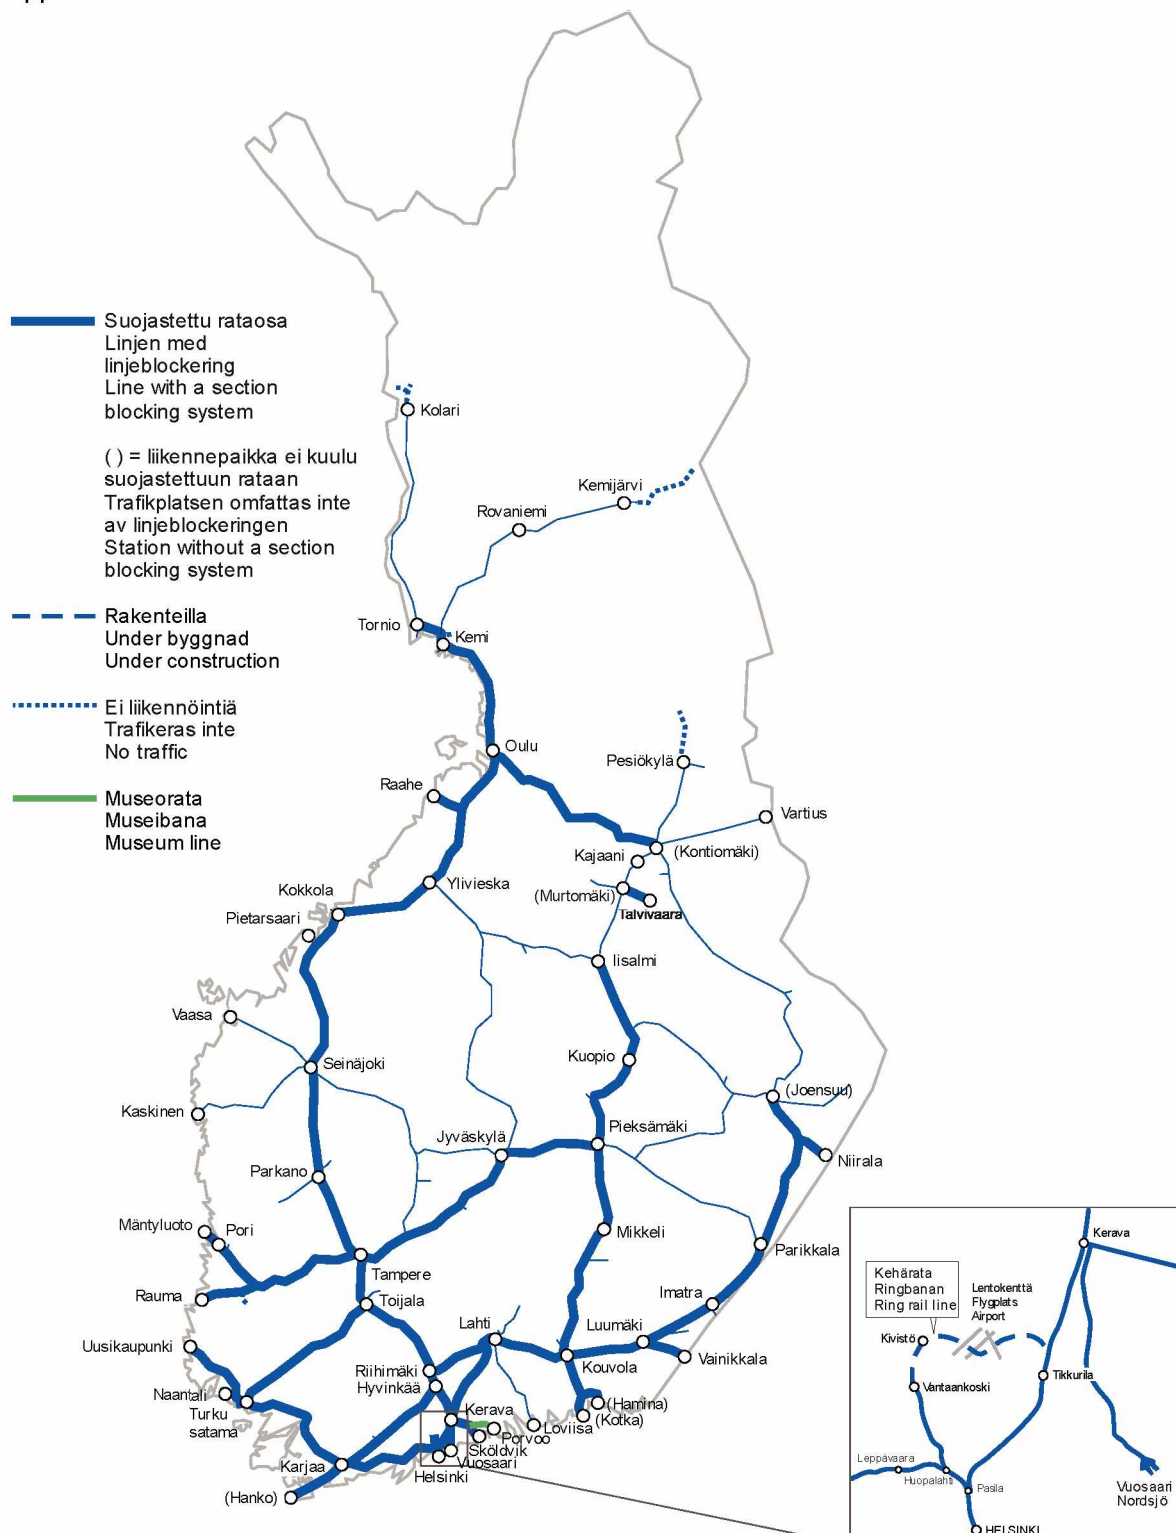 Suojastettu rataosa
Linjen med
linjeblockering
Line with a section
blocking system
( ) = liikennepaikka ei kuulu
suojastettuun rataan
Trafikplatsen omfattas inte
av linjeblockeringen
Station without a section
blocking system
Rakenteilla
Under byggnad
Under construction
Ei liikennöintiä
Trafikeras inte
No traffic
Museorata
Museibana
Museum line
Kolari
Kemijärvi
Rovaniemi
Tornio
Kemi
Oulu
Pesiökylä
Raahe
Vartius
(Kontiomäki)
Kajaani
Ylivieska
(Murtomäki)
Talvivaara
Kokkola
Pietarsaari
Iisalmi
Vaasa
Kuopio
Seinäjoki
(Joensuu)
Kaskinen
Pieksämäki
Jyväskylä
Niirala
Parkano
Mäntyluoto
Pori
Mikkeli
Parikkala
Tampere
Rauma
Toijala
Imatra
Lahti
Luumäki
Uusikaupunki
Riihimäki
Kouvola
Vainikkala
Hyvinkää
Naantali
Turku
satama
Kerava
(Hamina)
(Kotka)
Loviisa
Porvoo
Sköldvik
Vuosaari
Karjaa
Helsinki
(Hanko)
Kerava
Kehärata
Ringbanan
Ring rail line
Lentokenttä
Flygplats
Airport
Kivistö
Vantaankoski
Tikkurila
Leppävaara
Huopalahti
Pasila
Vuosaari
Nordsjö
HELSINKI